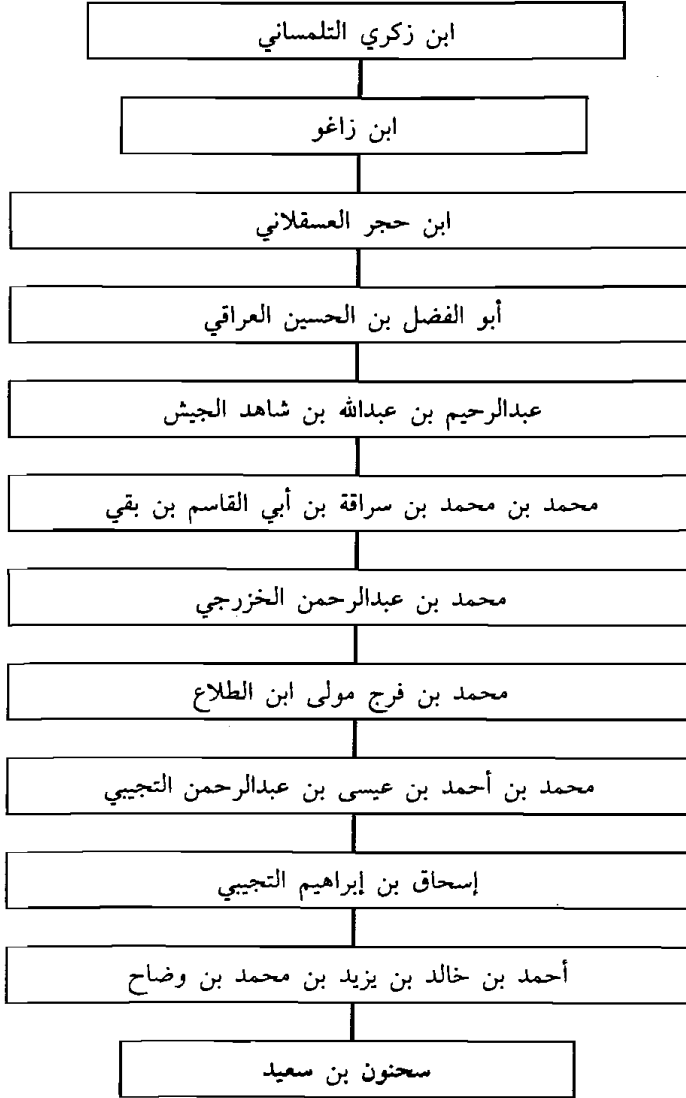 ابن زكري التلمساني
ابن زاغو
ابن حجر العسقلاني
أبو الفضل بن الحسين العراقي
عبدالرحيم بن عبدالله بن شاهد الجيش
محمد بن محمد بن سراقة بن أبي القاسم بن بقي
محمد بن عبدالرحمن الخزرجي
محمد بن فرج مولى ابن الطلاع
محمد بن أحمد بن عيسى بن عبدالرحمن التجيبي
إسحاق بن إبراهيم التجيبي
أحمد بن خالد بن يزيد بن محمد بن وضاح
سحنون بن سعيد